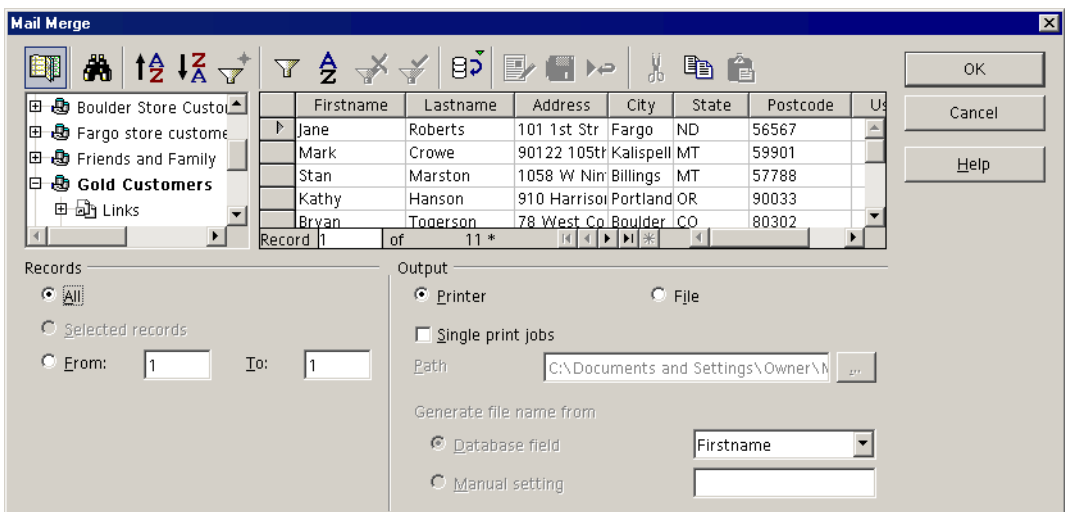 Mail Merge
OK
Cancel
Help
Boulder Store Custo
Fargo store custome
Friends and Family
Gold Customers
Links
Firstname Lastname Address City State Postcode Us
Jane Roberts 101 1st Str Fargo ND 56567
Mark Crowe 90122 105th Kalispell MT 59901
Stan Marston 1058 W Nim Billings MT 57788
Kathy Hanson 910 Harrison Portland OR 90033
Bryan Togerson 78 West Co Boulder CO 80302
Record 1 of 11 *
Records
All
Selected records
From: 1 To: 1
Output
Printer File
Single print jobs
Path C:\Documents and Settings\Owner\M ...
Generate file name from
Database field Firstname
Manual setting